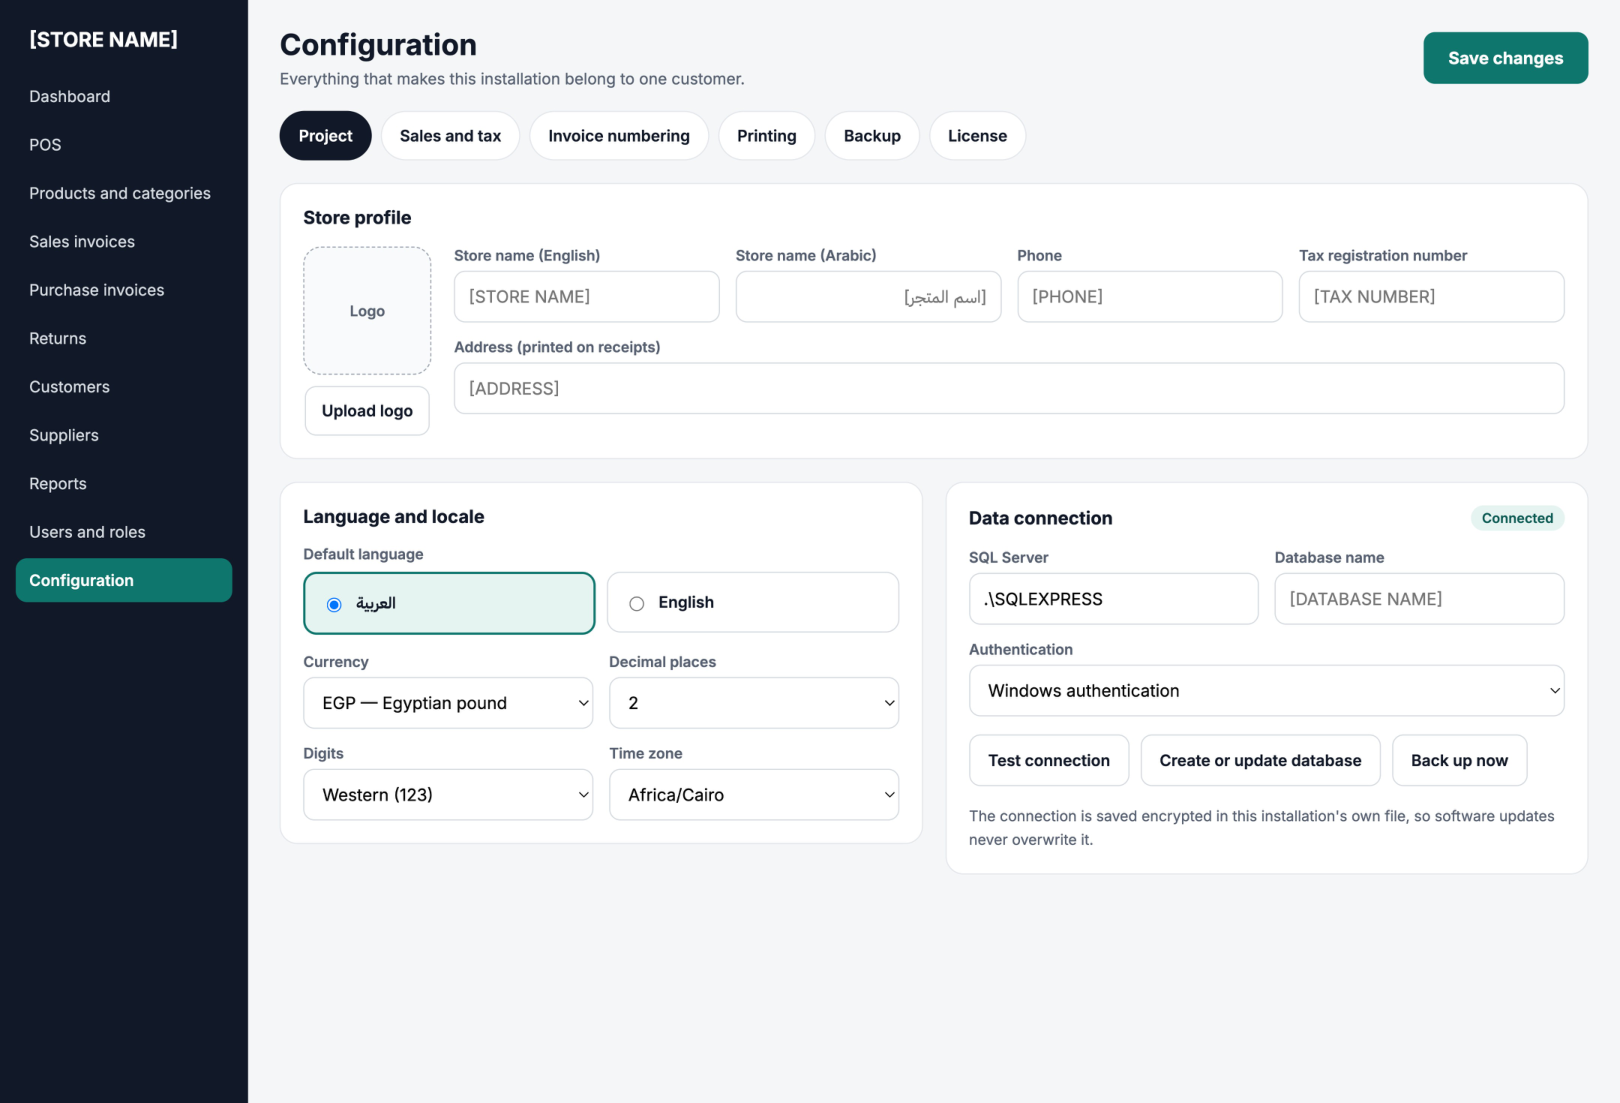 [STORE NAME]
Dashboard
POS
Products and categories
Sales invoices
Purchase invoices
Returns
Customers
Suppliers
Reports
Users and roles
Configuration
Configuration
Everything that makes this installation belong to one customer.
Save changes
Project
Sales and tax
Invoice numbering
Printing
Backup
License
Store profile
Logo
Upload logo
Store name (English)
[STORE NAME]
Store name (Arabic)
[اسم المتجر]
Phone
[PHONE]
Tax registration number
[TAX NUMBER]
Address (printed on receipts)
[ADDRESS]
Language and locale
Default language
العربية
English
Currency
EGP — Egyptian pound
Decimal places
2
Digits
Western (123)
Time zone
Africa/Cairo
Data connection
Connected
SQL Server
.\SQLEXPRESS
Database name
[DATABASE NAME]
Authentication
Windows authentication
Test connection
Create or update database
Back up now
The connection is saved encrypted in this installation's own file, so software updates
never overwrite it.